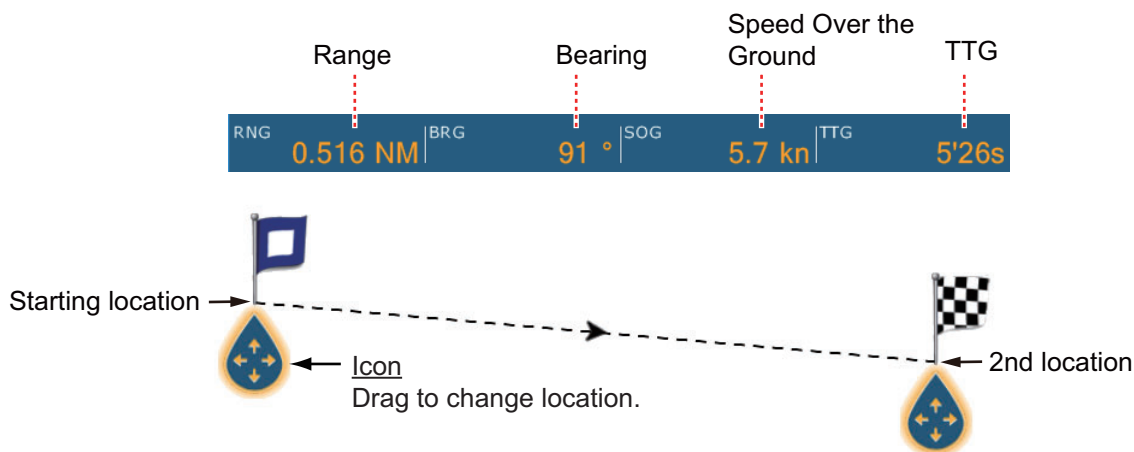 Range
Bearing
Speed Over the
Ground
TTG
RNG 0.516 NM
BRG 91 °
SOG 5.7 kn
TTG 5'26s
Starting location
Icon
Drag to change location.
2nd location